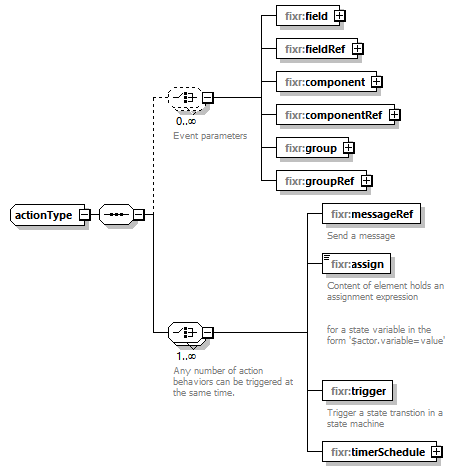 fixr:field
fixr:fieldRef
fixr:component
0..∞
Event parameters
fixr:componentRef
fixr:group
fixr:groupRef
actionType
fixr:messageRef
Send a message
fixr:assign
Content of element holds an
assignment expression
for a state variable in the
form '$actor.variable=value'
1..∞
Any number of action
behaviors can be triggered at
the same time.
fixr:trigger
Trigger a state transtion in a
state machine
fixr:timerSchedule